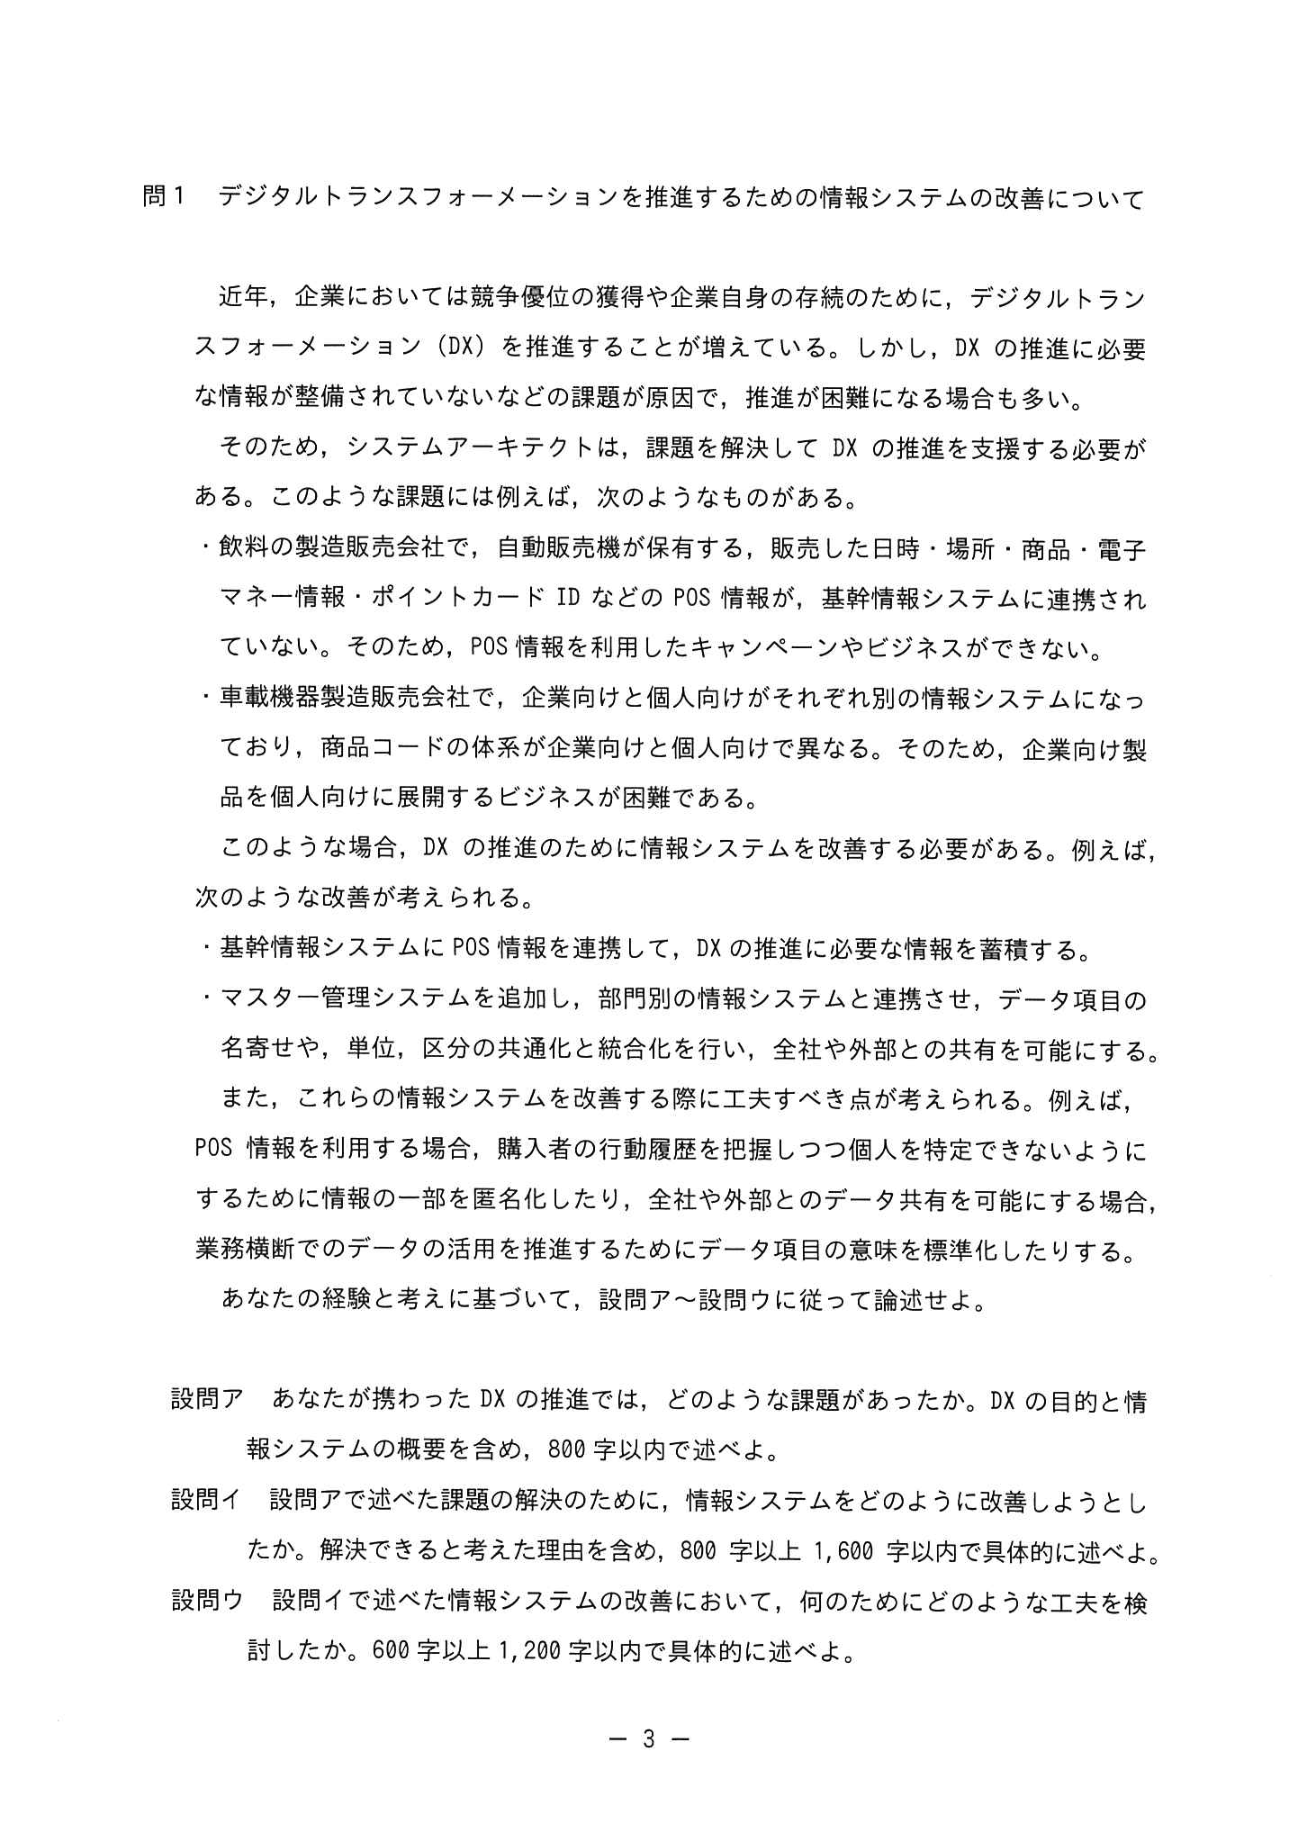 問1　デジタルトランスフォーメーションを推進するための情報システムの改善について
近年，企業においては競争優位の獲得や企業自身の存続のために，デジタルトラン
スフォーメーション（DX）を推進することが増えている。しかし，DX の推進に必要
な情報が整備されていないなどの課題が原因で，推進が困難になる場合も多い。
そのため，システムアーキテクトは，課題を解決して DX の推進を支援する必要が
ある。このような課題には例えば，次のようなものがある。
・飲料の製造販売会社で，自動販売機が保有する，販売した日時・場所・商品・電子
マネー情報・ポイントカード ID などの POS 情報が，基幹情報システムに連携され
ていない。そのため，POS 情報を利用したキャンペーンやビジネスができない。
・車載機器製造販売会社で，企業向けと個人向けがそれぞれ別の情報システムになっ
ており，商品コードの体系が企業向けと個人向けで異なる。そのため，企業向け製
品を個人向けに展開するビジネスが困難である。
このような場合，DX の推進のために情報システムを改善する必要がある。例えば，
次のような改善が考えられる。
・基幹情報システムに POS 情報を連携して，DX の推進に必要な情報を蓄積する。
・マスター管理システムを追加し，部門別の情報システムと連携させ，データ項目の
名寄せや，単位，区分の共通化と統合化を行い，全社や外部との共有を可能にする。
また，これらの情報システムを改善する際に工夫すべき点が考えられる。例えば，
POS 情報を利用する場合，購入者の行動履歴を把握しつつ個人を特定できないように
するために情報の一部を匿名化したり，全社や外部とのデータ共有を可能にする場合，
業務横断でのデータの活用を推進するためにデータ項目の意味を標準化したりする。
あなたの経験と考えに基づいて，設問ア～設問ウに従って論述せよ。
設問ア　あなたが携わった DX の推進では，どのような課題があったか。DX の目的と情
報システムの概要を含め，800 字以内で述べよ。
設問イ　設問アで述べた課題の解決のために，情報システムをどのように改善しようとし
たか。解決できると考えた理由を含め，800 字以上 1,600 字以内で具体的に述べよ。
設問ウ　設問イで述べた情報システムの改善において，何のためにどのような工夫を検
討したか。600 字以上 1,200 字以内で具体的に述べよ。
－ 3 －